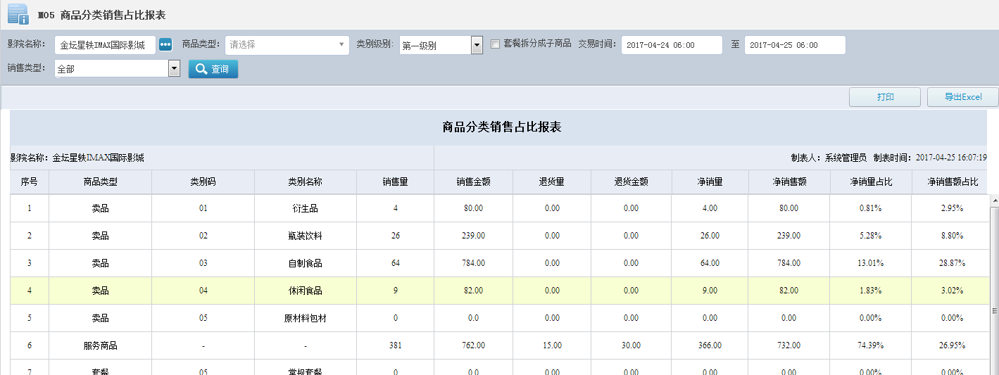 M05 商品分类销售占比报表
影院名称: 金坛星轶IMAX国际影城 商品类型: 请选择 类别级别: 第一级别 套餐拆分成子商品 交易时间: 2017-04-24 06:00 至 2017-04-25 06:00
销售类型: 全部 查询
打印 导出Excel
商品分类销售占比报表
影院名称：金坛星轶IMAX国际影城 制表人：系统管理员 制表时间：2017-04-25 16:07:19
序号 商品类型 类别码 类别名称 销售量 销售金额 退货量 退货金额 净销量 净销售额 净销量占比 净销售额占比
1 卖品 01 衍生品 4 80.00 0.00 0.00 4.00 80.00 0.81% 2.95%
2 卖品 02 瓶装饮料 26 239.00 0.00 0.00 26.00 239.00 5.28% 8.80%
3 卖品 03 自制食品 64 784.00 0.00 0.00 64.00 784.00 13.01% 28.87%
4 卖品 04 休闲食品 9 82.00 0.00 0.00 9.00 82.00 1.83% 3.02%
5 卖品 05 原材料包材 0 0.0 0.00 0.00 0.00 0.00 0.00% 0.00%
6 服务商品 - - 381 762.00 15.00 30.00 366.00 732.00 74.39% 26.95%
7 套餐 05 常规套餐 0 0.0 0.00 0.00 0.00 0.00 0.00% 0.00%